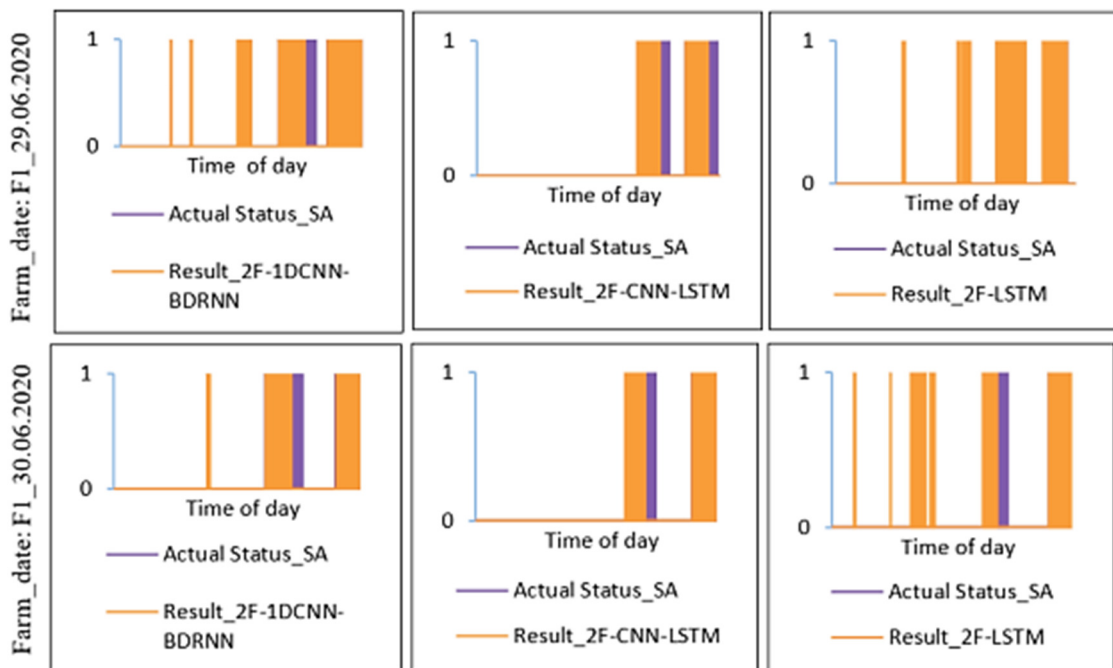 Farm_date: F1_29.06.2020
1
0
Time of day
Actual Status_SA
Result_2F-1DCNN-
BDRNN
1
0
Time of day
Actual Status_SA
Result_2F-CNN-LSTM
1
0
Time of day
Actual Status_SA
Result_2F-LSTM
Farm_date: F1_30.06.2020
1
0
Time of day
Actual Status_SA
Result_2F-1DCNN-
BDRNN
1
0
Time of day
Actual Status_SA
Result_2F-CNN-LSTM
1
0
Time of day
Actual Status_SA
Result_2F-LSTM